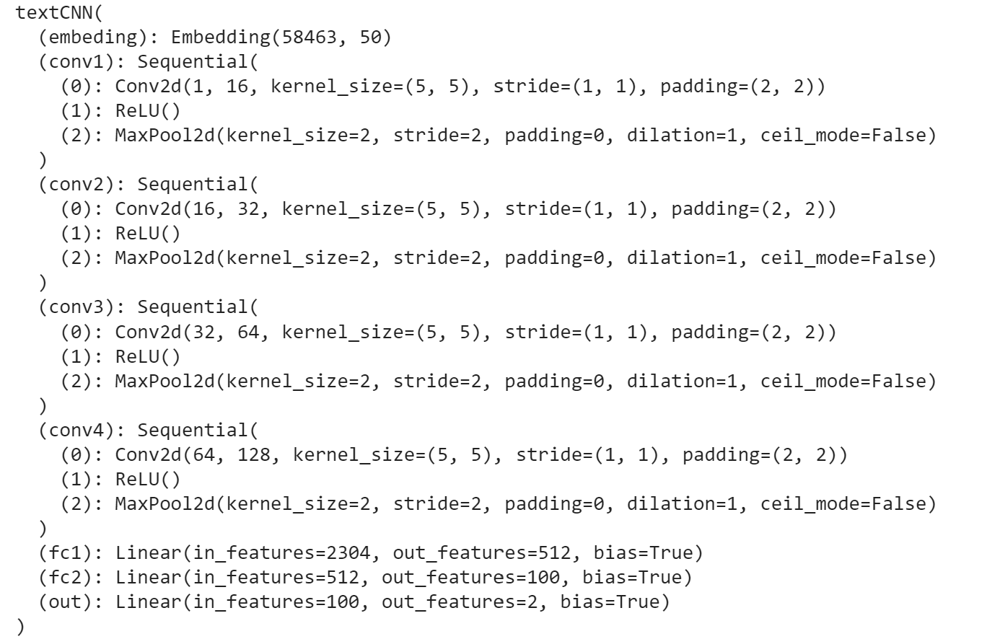 textCNN(
  (embeding): Embedding(58463, 50)
  (conv1): Sequential(
    (0): Conv2d(1, 16, kernel_size=(5, 5), stride=(1, 1), padding=(2, 2))
    (1): ReLU()
    (2): MaxPool2d(kernel_size=2, stride=2, padding=0, dilation=1, ceil_mode=False)
  )
  (conv2): Sequential(
    (0): Conv2d(16, 32, kernel_size=(5, 5), stride=(1, 1), padding=(2, 2))
    (1): ReLU()
    (2): MaxPool2d(kernel_size=2, stride=2, padding=0, dilation=1, ceil_mode=False)
  )
  (conv3): Sequential(
    (0): Conv2d(32, 64, kernel_size=(5, 5), stride=(1, 1), padding=(2, 2))
    (1): ReLU()
    (2): MaxPool2d(kernel_size=2, stride=2, padding=0, dilation=1, ceil_mode=False)
  )
  (conv4): Sequential(
    (0): Conv2d(64, 128, kernel_size=(5, 5), stride=(1, 1), padding=(2, 2))
    (1): ReLU()
    (2): MaxPool2d(kernel_size=2, stride=2, padding=0, dilation=1, ceil_mode=False)
  )
  (fc1): Linear(in_features=2304, out_features=512, bias=True)
  (fc2): Linear(in_features=512, out_features=100, bias=True)
  (out): Linear(in_features=100, out_features=2, bias=True)
)